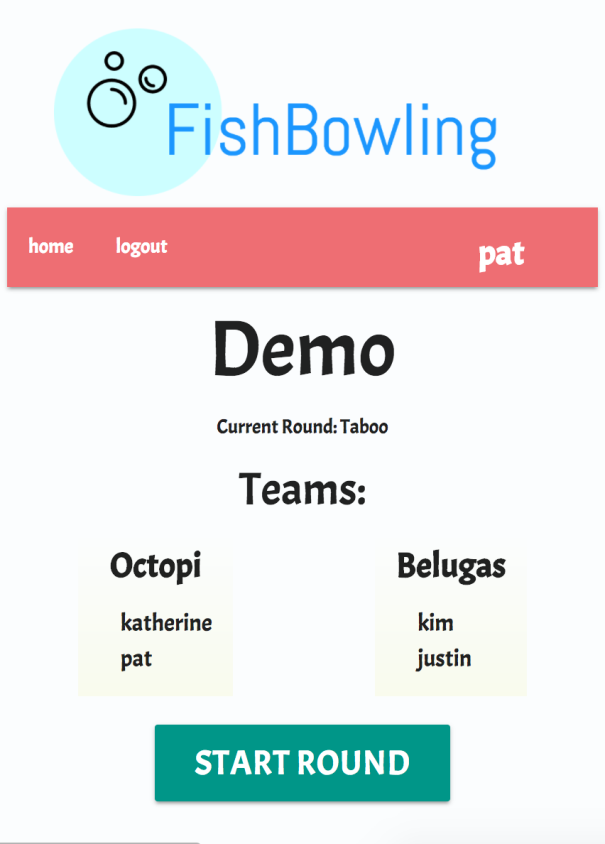 FishBowling
home logout pat
Demo
Current Round: Taboo
Teams:
Octopi
katherine
pat
Belugas
kim
justin
START ROUND